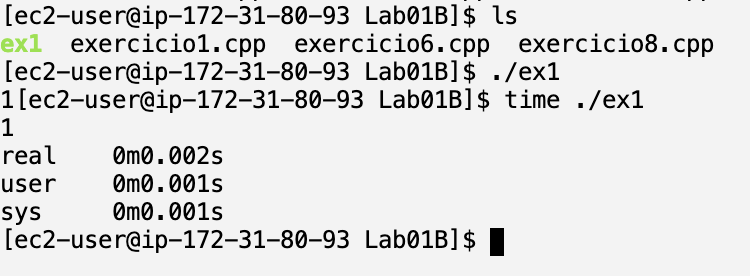 [ec2-user@ip-172-31-80-93 Lab01B]$ ls
ex1  exercicio1.cpp  exercicio6.cpp  exercicio8.cpp
[ec2-user@ip-172-31-80-93 Lab01B]$ ./ex1
1[ec2-user@ip-172-31-80-93 Lab01B]$ time ./ex1
1
real    0m0.002s
user    0m0.001s
sys     0m0.001s
[ec2-user@ip-172-31-80-93 Lab01B]$